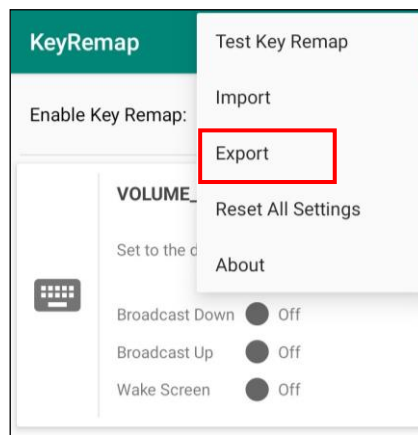 KeyRemap
Test Key Remap
Import
Enable Key Remap:
Export
VOLUME_
Reset All Settings
Set to the
About
Broadcast Down Off
Broadcast Up Off
Wake Screen Off